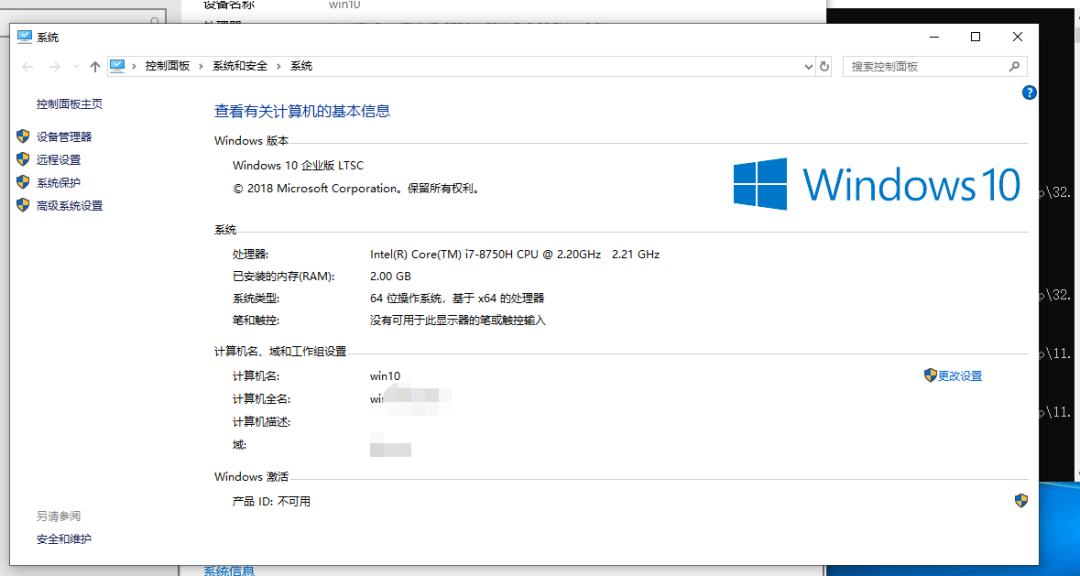 设备名称
win10
系统
控制面板 › 系统和安全 › 系统
搜索控制面板
控制面板主页
设备管理器
远程设置
系统保护
高级系统设置
查看有关计算机的基本信息
Windows 版本
Windows 10 企业版 LTSC
© 2018 Microsoft Corporation。保留所有权利。
Windows 10
系统
处理器: Intel(R) Core(TM) i7-8750H CPU @ 2.20GHz 2.21 GHz
已安装的内存(RAM): 2.00 GB
系统类型: 64 位操作系统，基于 x64 的处理器
笔和触控: 没有可用于此显示器的笔或触控输入
计算机名、域和工作组设置
计算机名: win10
更改设置
计算机全名:
计算机描述:
域:
Windows 激活
产品 ID: 不可用
另请参阅
安全和维护
系统信息
p\32.
p\32.
p\11.
p\11.